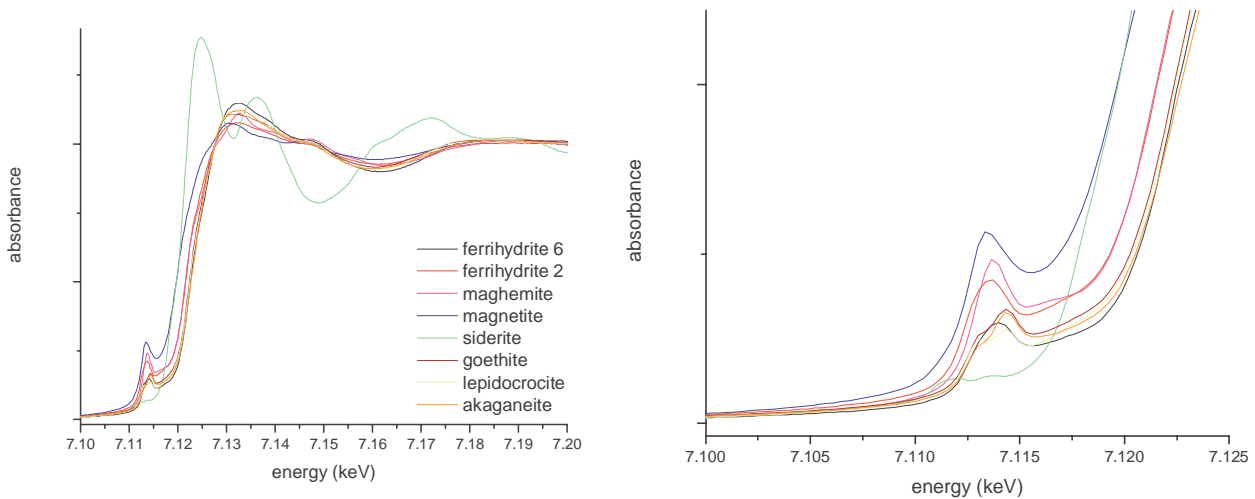 absorbance
ferrihydrite 6
ferrihydrite 2
maghemite
magnetite
siderite
goethite
lepidocrocite
akaganeite
7.10 7.11 7.12 7.13 7.14 7.15 7.16 7.17 7.18 7.19 7.20
energy (keV)
absorbance
7.100 7.105 7.110 7.115 7.120 7.125
energy (keV)